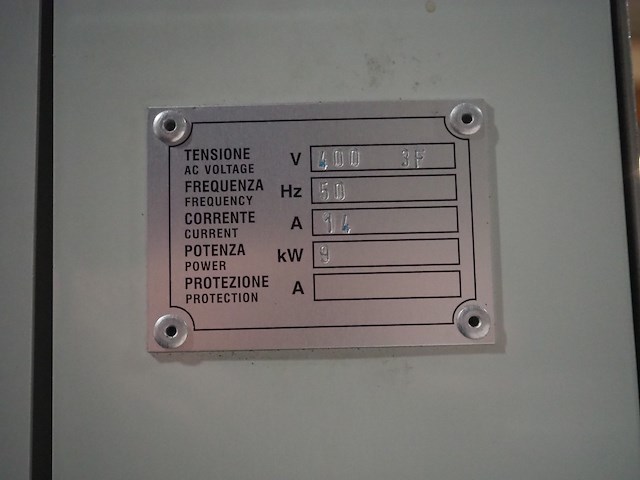 TENSIONE V 400 3F
AC VOLTAGE
FREQUENZA Hz 50
FREQUENCY
CORRENTE A 14
CURRENT
POTENZA kW 9
POWER
PROTEZIONE A
PROTECTION